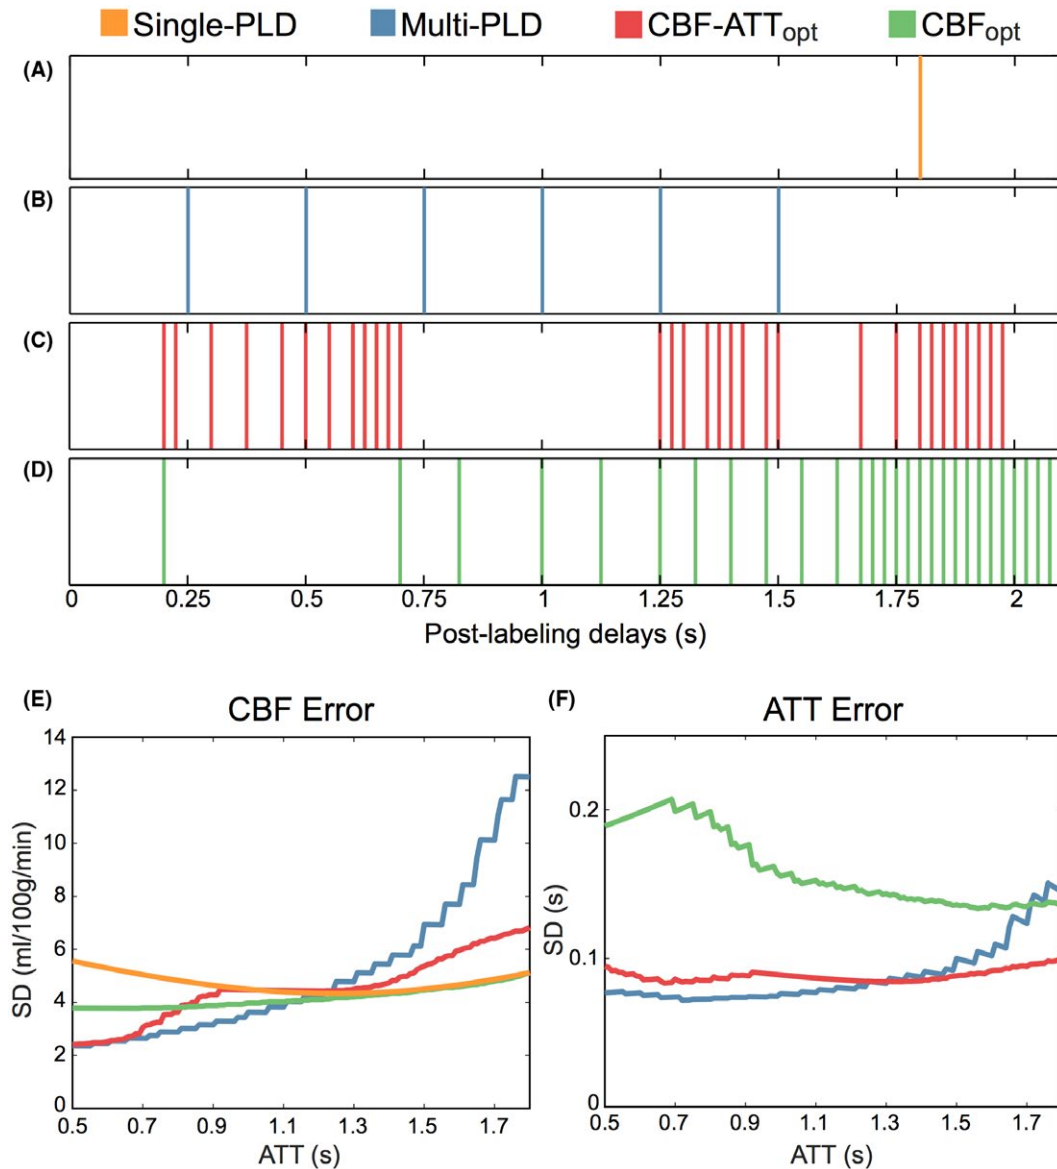 Single-PLD Multi-PLD CBF-ATTopt CBFopt
(A)
(B)
(C)
(D)
0 0.25 0.5 0.75 1 1.25 1.5 1.75 2
Post-labeling delays (s)
(E) CBF Error
14
12
10
8
6
4
2
0
SD (ml/100g/min)
0.5 0.7 0.9 1.1 1.3 1.5 1.7
ATT (s)
(F) ATT Error
0.2
0.1
0
SD (s)
0.5 0.7 0.9 1.1 1.3 1.5 1.7
ATT (s)